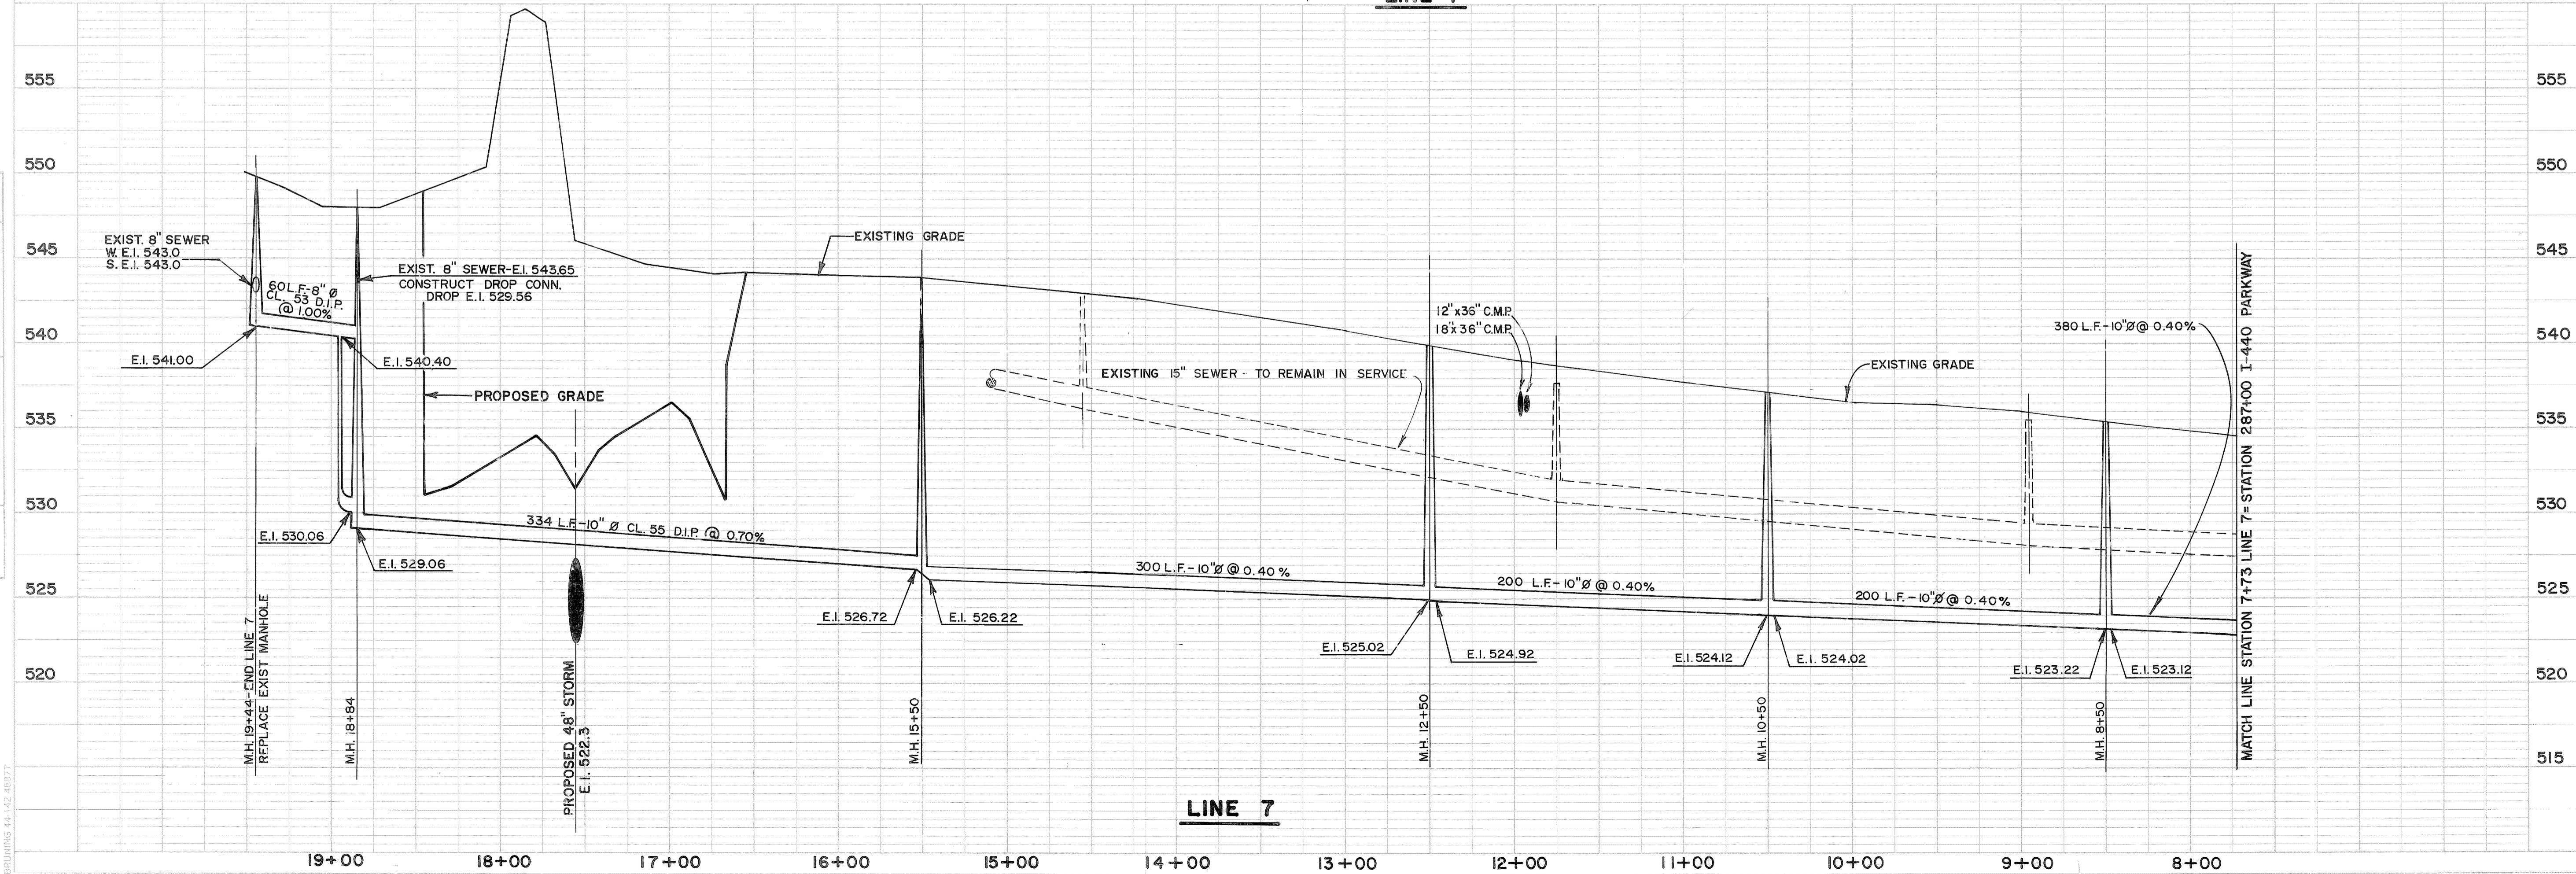 555
555
550
550
EXIST. 8" SEWER
W. E.I. 543.0
S. E.I. 543.0
545
545
EXISTING GRADE
EXIST. 8" SEWER-E.I. 543.65
CONSTRUCT DROP CONN.
DROP E.I. 529.56
60 L.F.-8" Ø
CL. 53 D.I.P.
@ 1.00%
12"x36" C.M.P.
18"x36" C.M.P.
380 L.F.-10"Ø @ 0.40%
540
540
E.I. 541.00
E.I. 540.40
EXISTING GRADE
EXISTING 15" SEWER - TO REMAIN IN SERVICE
PROPOSED GRADE
535
535
530
530
334 L.F.-10" Ø CL. 55 D.I.P. @ 0.70%
E.I. 530.06
E.I. 529.06
300 L.F.-10"Ø @ 0.40%
200 L.F.-10"Ø @ 0.40%
200 L.F.-10"Ø @ 0.40%
525
525
E.I. 526.72
E.I. 526.22
E.I. 525.02
E.I. 524.92
E.I. 524.12
E.I. 524.02
E.I. 523.22
E.I. 523.12
520
520
M.H. 19+44-END LINE 7
REPLACE EXIST MANHOLE
M.H. 18+84
PROPOSED 48" STORM
E.I. 522.3
M.H. 15+50
M.H. 12+50
M.H. 10+50
M.H. 8+50
MATCH LINE STATION 7+73 LINE 7= STATION 287+00 I-440 PARKWAY
515
LINE 7
19+00
18+00
17+00
16+00
15+00
14+00
13+00
12+00
11+00
10+00
9+00
8+00
BRUNING 44-142 48877